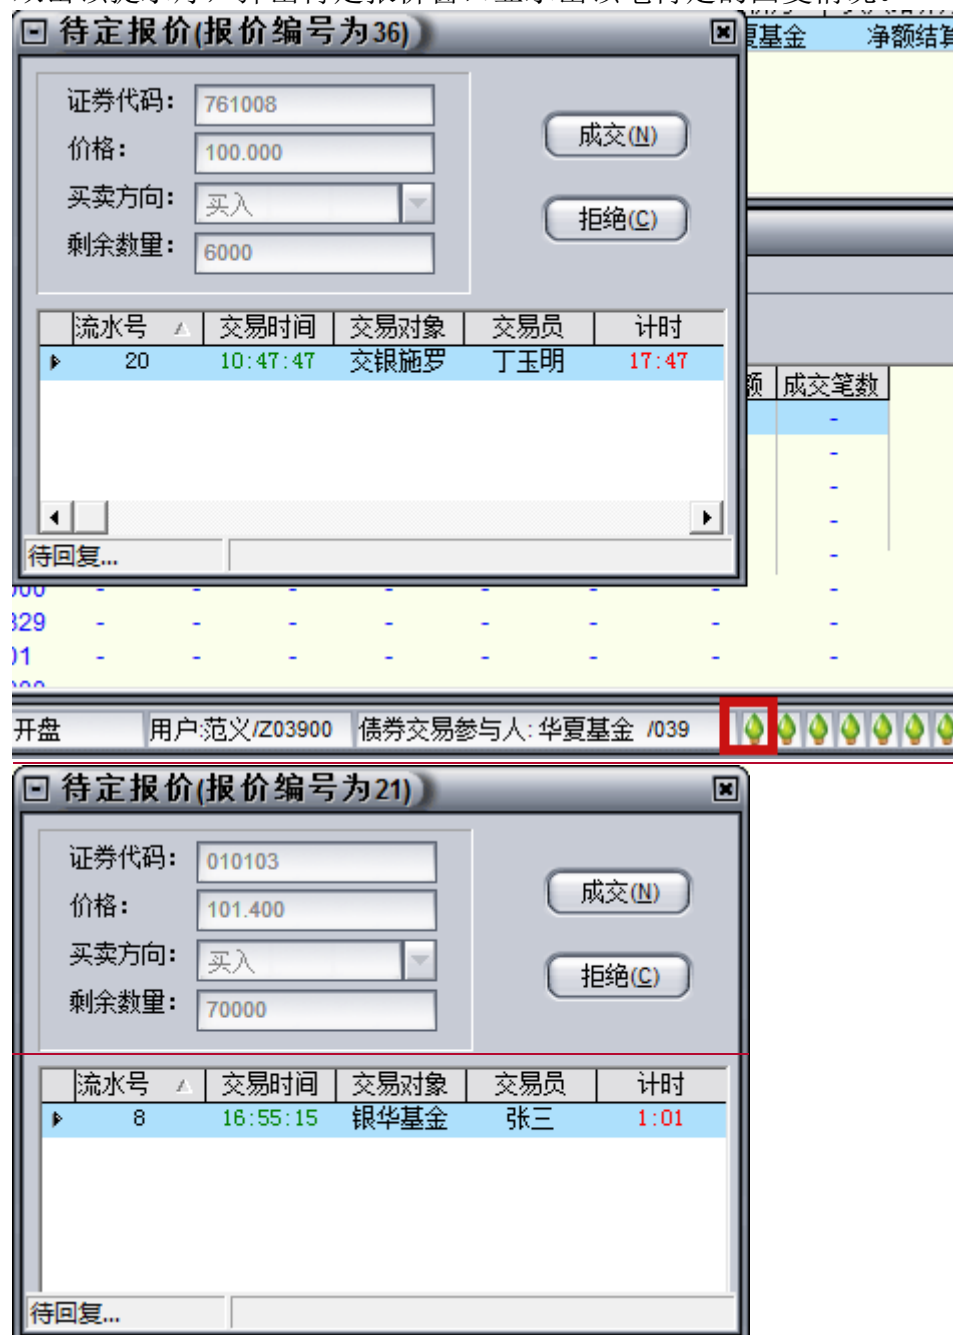 待定报价(报价编号为36)
夏基金 净额结算
证券代码: 761008
成交(N)
价格: 100.000
买卖方向: 买入
拒绝(C)
剩余数量: 6000
流水号 交易时间 交易对象 交易员 计时
20 10:47:47 交银施罗 丁玉明 17:47
额 成交笔数
-
-
-
-
待回复... -
- - - - - - - -
329 - - - - - - - -
01 - - - - - - - -
开盘 用户:范义/Z03900 债券交易参与人: 华夏基金 /039
待定报价(报价编号为21)
证券代码: 010103
成交(N)
价格: 101.400
买卖方向: 买入
拒绝(C)
剩余数量: 70000
流水号 交易时间 交易对象 交易员 计时
8 16:55:15 银华基金 张三 1:01
待回复...